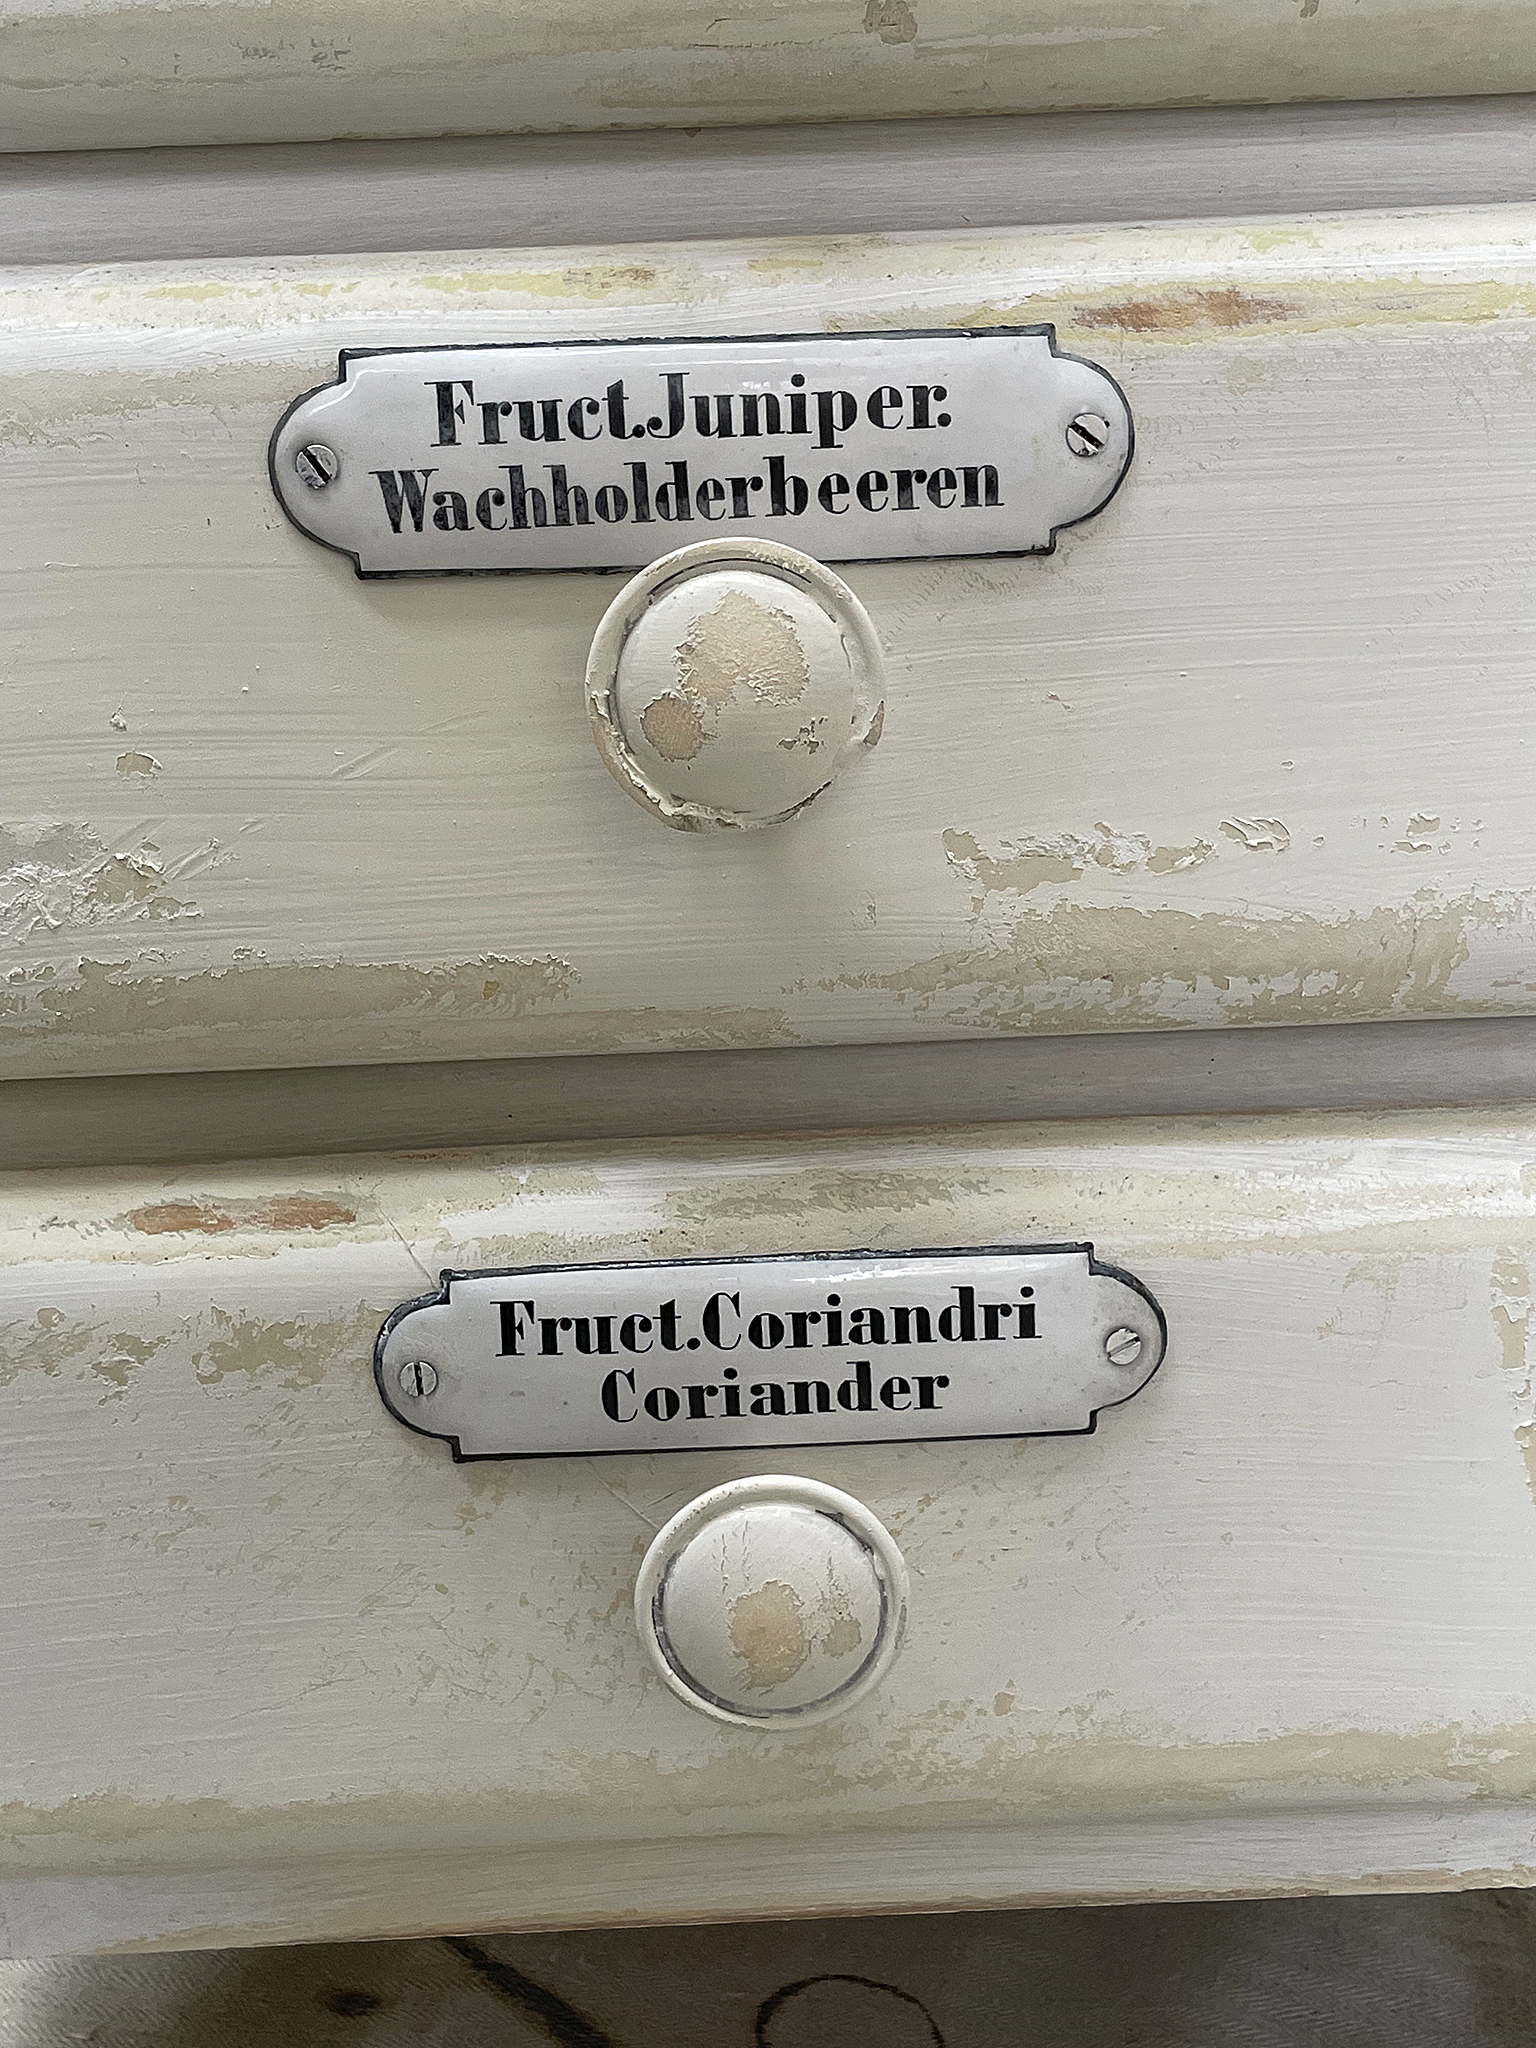 Fruct.Juniper.
Wachholderbeeren
Fruct.Coriandri
Coriander